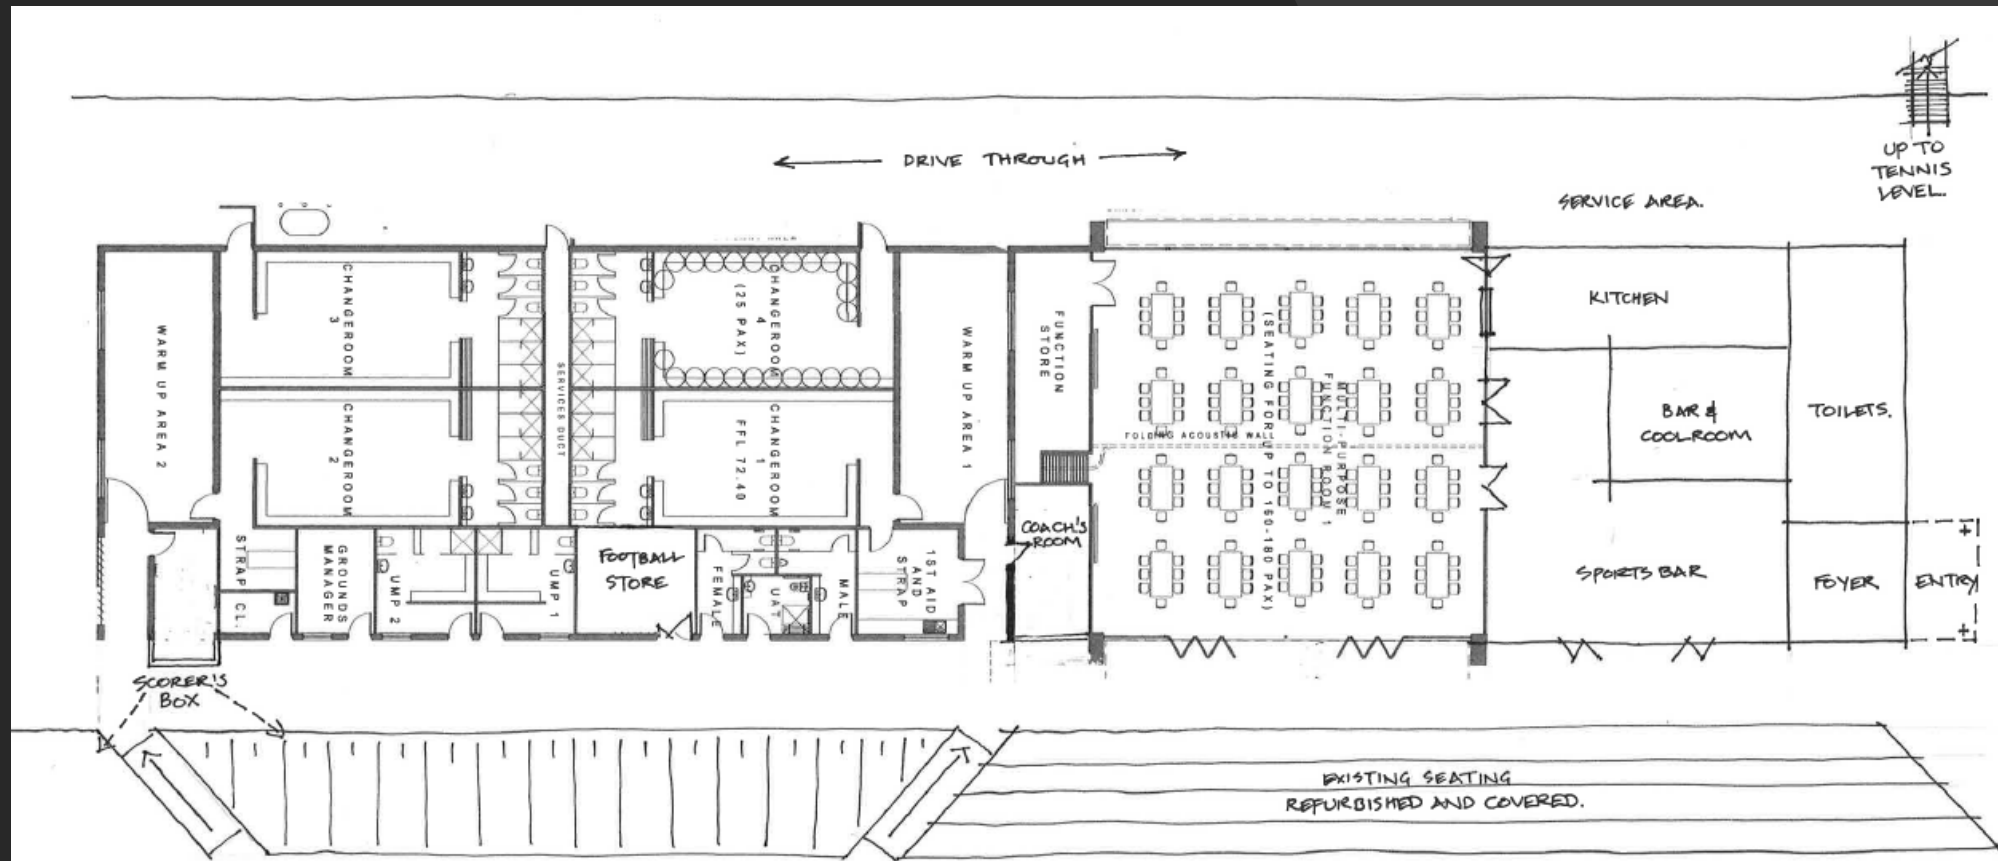 DRIVE THROUGH
UP TO
TENNIS
LEVEL.
SERVICE AREA.
WARM UP AREA 2
CHANGEROOM
3
CHANGEROOM
2
SERVICES DUCT
CHANGEROOM
4
(25 PAX)
CHANGEROOM
1
FFL 72.40
WARM UP AREA 1
FUNCTION
STORE
MULTI-PURPOSE
FUNCTION ROOM 1
(SEATING FOR UP TO 160-180 PAX)
FOLDING ACOUSTIC WALL
KITCHEN
BAR &
COOLROOM
TOILETS.
COACH'S
ROOM
STRAP
CL.
GROUNDS
MANAGER
UMP 2
UMP 1
FOOTBALL
STORE
FEMALE
UAT
MALE
1ST AID
AND
STRAP
SPORTS BAR
FOYER
ENTRY
SCORER'S
BOX
EXISTING SEATING
REFURBISHED AND COVERED.